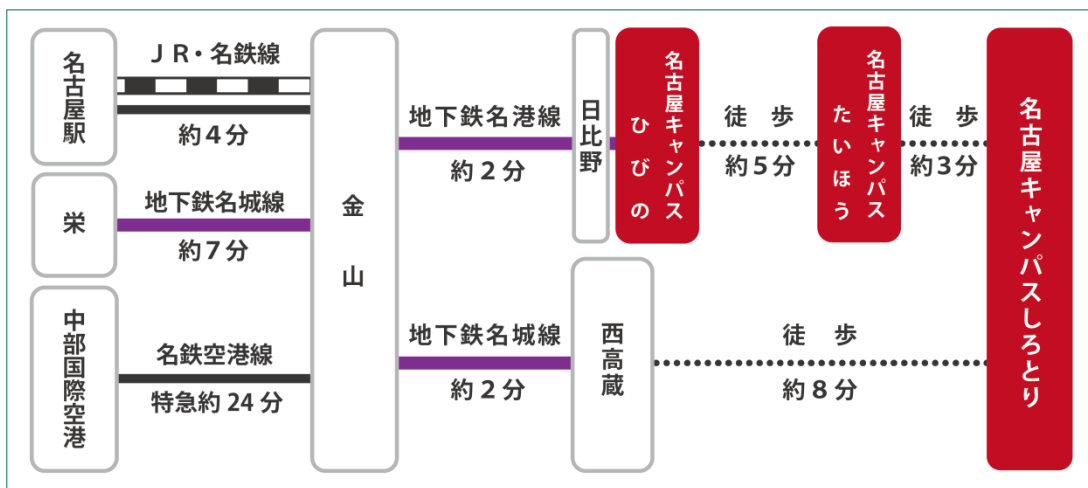 名古屋駅
JR・名鉄線
約4分
栄
地下鉄名城線
約7分
中部国際空港
名鉄空港線
特急約24分
金山
地下鉄名港線
約2分
日比野
名古屋キャンパス
ひびの
徒歩
約5分
名古屋キャンパス
たいほう
徒歩
約3分
地下鉄名城線
約2分
西高蔵
徒歩
約8分
名古屋キャンパスしろとり